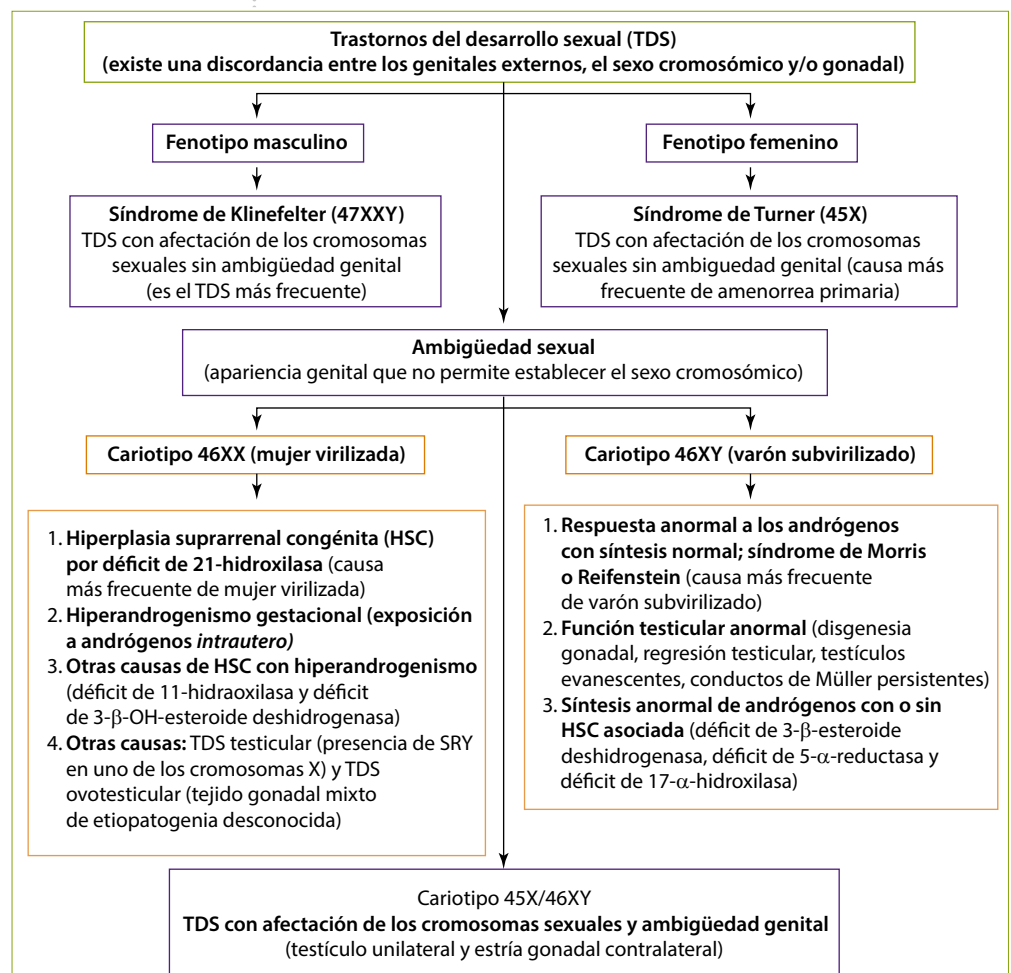 Trastornos del desarrollo sexual (TDS)
(existe una discordancia entre los genitales externos, el sexo cromosómico y/o gonadal)
Fenotipo masculino
Fenotipo femenino
Síndrome de Klinefelter (47XXY)
TDS con afectación de los cromosomas
sexuales sin ambigüedad genital
(es el TDS más frecuente)
Síndrome de Turner (45X)
TDS con afectación de los cromosomas
sexuales sin ambiguedad genital (causa más
frecuente de amenorrea primaria)
Ambigüedad sexual
(apariencia genital que no permite establecer el sexo cromosómico)
Cariotipo 46XX (mujer virilizada)
Cariotipo 46XY (varón subvirilizado)
1. Hiperplasia suprarrenal congénita (HSC)
por déficit de 21-hidroxilasa (causa
más frecuente de mujer virilizada)
2. Hiperandrogenismo gestacional (exposición
a andrógenos intrautero)
3. Otras causas de HSC con hiperandrogenismo
(déficit de 11-hidraoxilasa y déficit
de 3-β-OH-esteroide deshidrogenasa)
4. Otras causas: TDS testicular (presencia de SRY
en uno de los cromosomas X) y TDS
ovotesticular (tejido gonadal mixto
de etiopatogenia desconocida)
1. Respuesta anormal a los andrógenos
con síntesis normal; síndrome de Morris
o Reifenstein (causa más frecuente
de varón subvirilizado)
2. Función testicular anormal (disgenesia
gonadal, regresión testicular, testículos
evanescentes, conductos de Müller persistentes)
3. Síntesis anormal de andrógenos con o sin
HSC asociada (déficit de 3-β-esteroide
deshidrogenasa, déficit de 5-α-reductasa y
déficit de 17-α-hidroxilasa)
Cariotipo 45X/46XY
TDS con afectación de los cromosomas sexuales y ambigüedad genital
(testículo unilateral y estría gonadal contralateral)